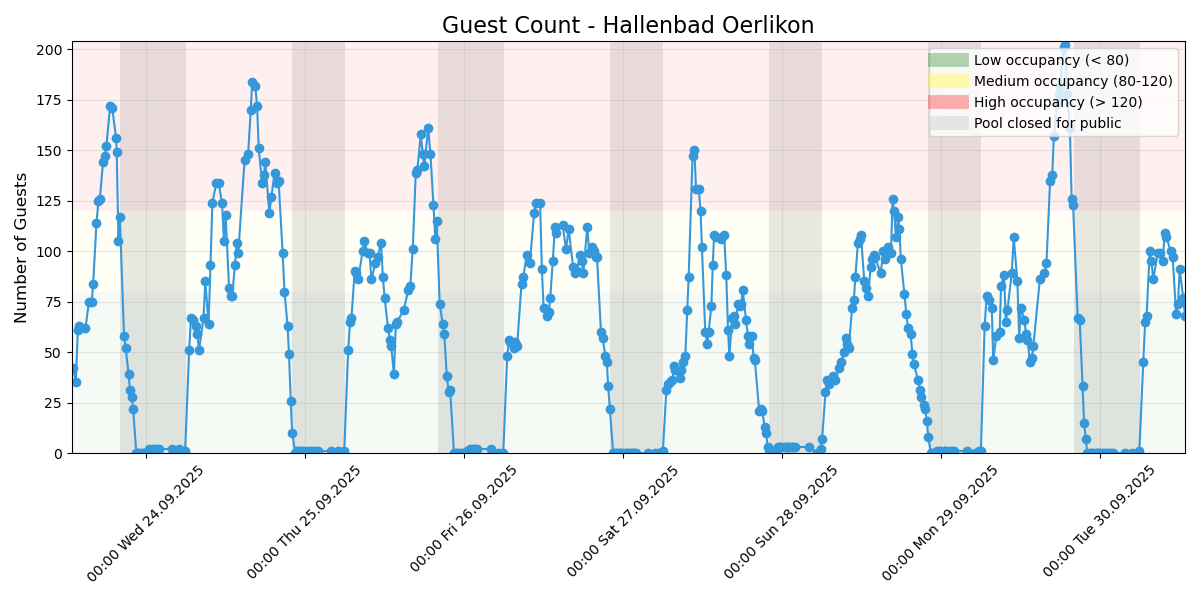 Guest Count - Hallenbad Oerlikon
Number of Guests
200
175
150
125
100
75
50
25
0
Low occupancy (< 80)
Medium occupancy (80-120)
High occupancy (> 120)
Pool closed for public
00:00 Wed 24.09.2025
00:00 Thu 25.09.2025
00:00 Fri 26.09.2025
00:00 Sat 27.09.2025
00:00 Sun 28.09.2025
00:00 Mon 29.09.2025
00:00 Tue 30.09.2025